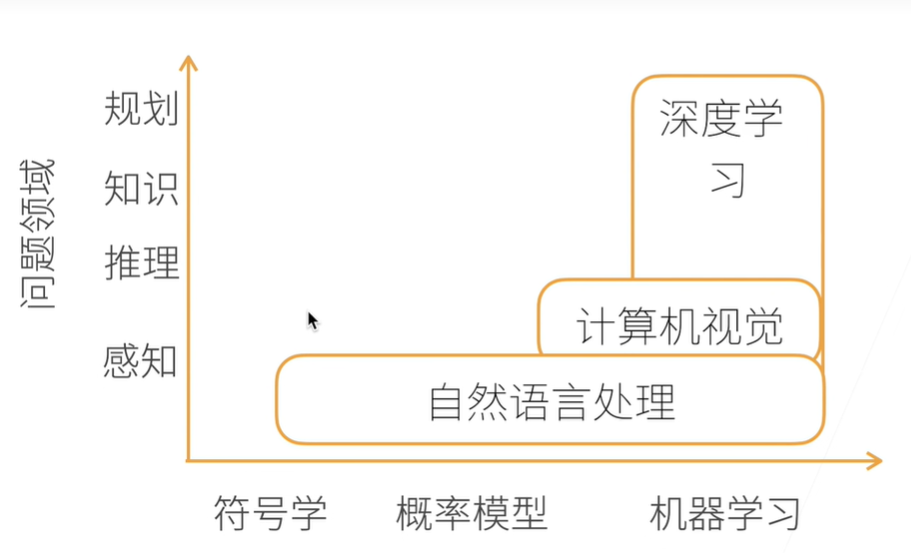 问题领域
规划
知识
推理
感知
深度学
习
计算机视觉
自然语言处理
符号学
概率模型
机器学习